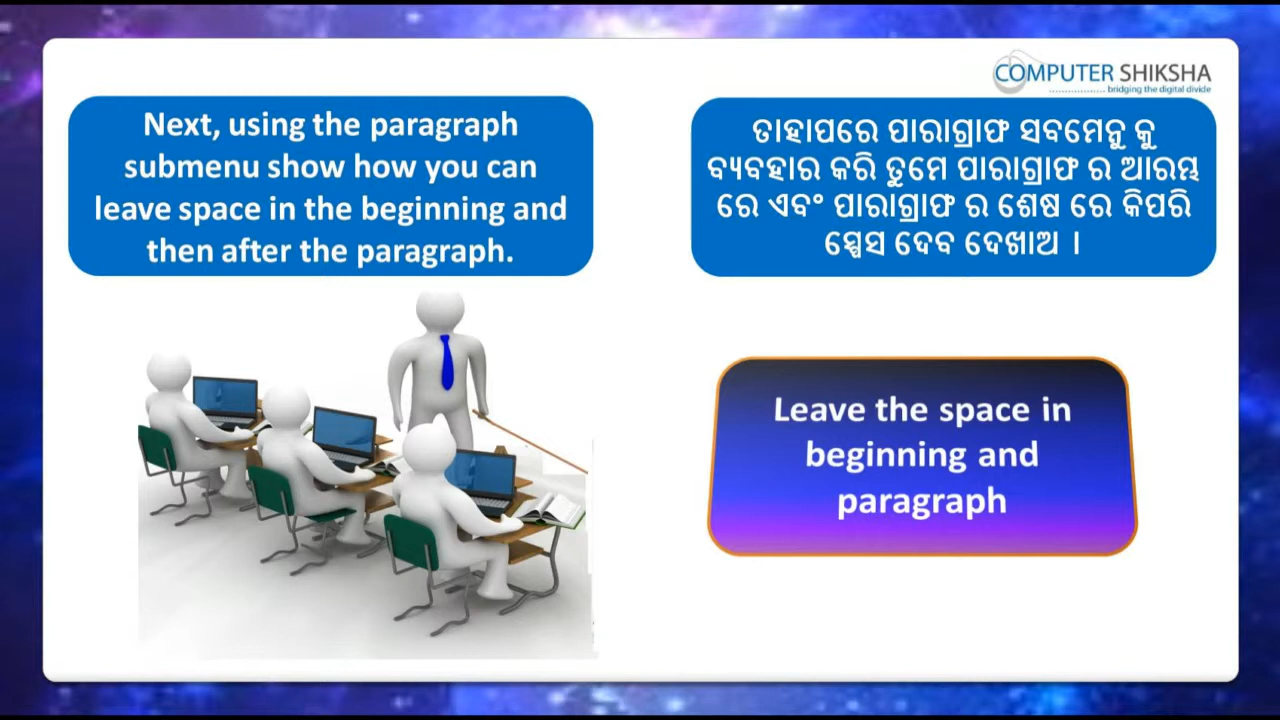 COMPUTER SHIKSHA
bridging the digital divide
Next, using the paragraph
submenu show how you can
leave space in the beginning and
then after the paragraph.
ତାହାପରେ ପାରାଗ୍ରାଫ ସବମେନୁ କୁ
ବ୍ୟବହାର କରି ତୁମେ ପାରାଗ୍ରାଫ ର ଆରମ୍ଭ
ରେ ଏବଂ ପାରାଗ୍ରାଫ ର ଶେଷ ରେ କିପରି
ସ୍ପେସ ଦେବ ଦେଖାଅ ।
Leave the space in
beginning and
paragraph